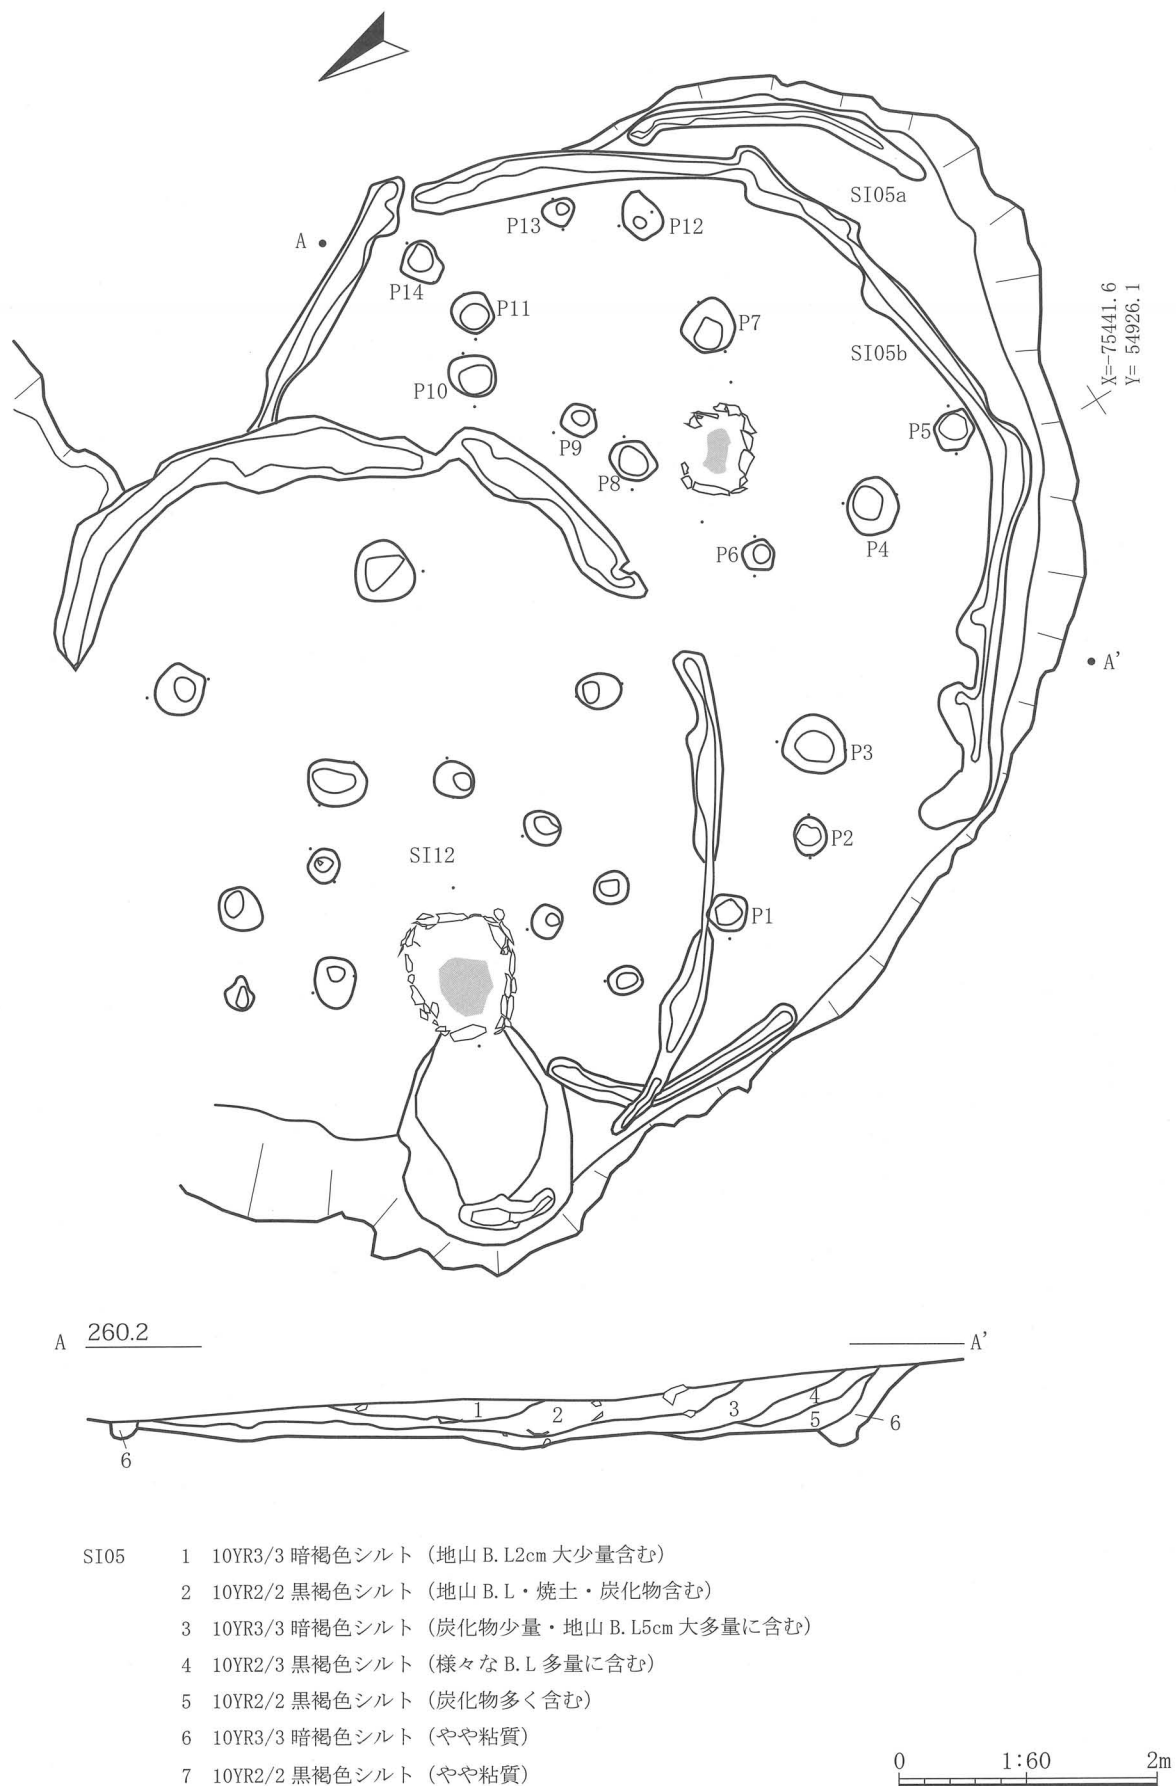 SI05a
A
P13
P12
P14
P11
P7
X=-75441.6
Y= 54926.1
SI05b
P10
P9
P5
P8
P6
P4
A'
P3
P2
SI12
P1
A 260.2 A'
1 2 3 4 5 6
6
SI05 1 10YR3/3 暗褐色シルト（地山 B.L2cm 大少量含む）
2 10YR2/2 黒褐色シルト（地山 B.L・焼土・炭化物含む）
3 10YR3/3 暗褐色シルト（炭化物少量・地山 B.L5cm 大多量に含む）
4 10YR2/3 黒褐色シルト（様々な B.L 多量に含む）
5 10YR2/2 黒褐色シルト（炭化物多く含む）
6 10YR3/3 暗褐色シルト（やや粘質）
7 10YR2/2 黒褐色シルト（やや粘質）
0 1:60 2m